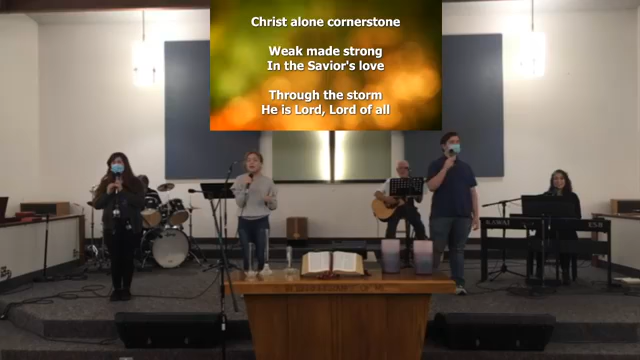 Christ alone cornerstone
Weak made strong
In the Savior's love
Through the storm
He is Lord, Lord of all
KAWAI